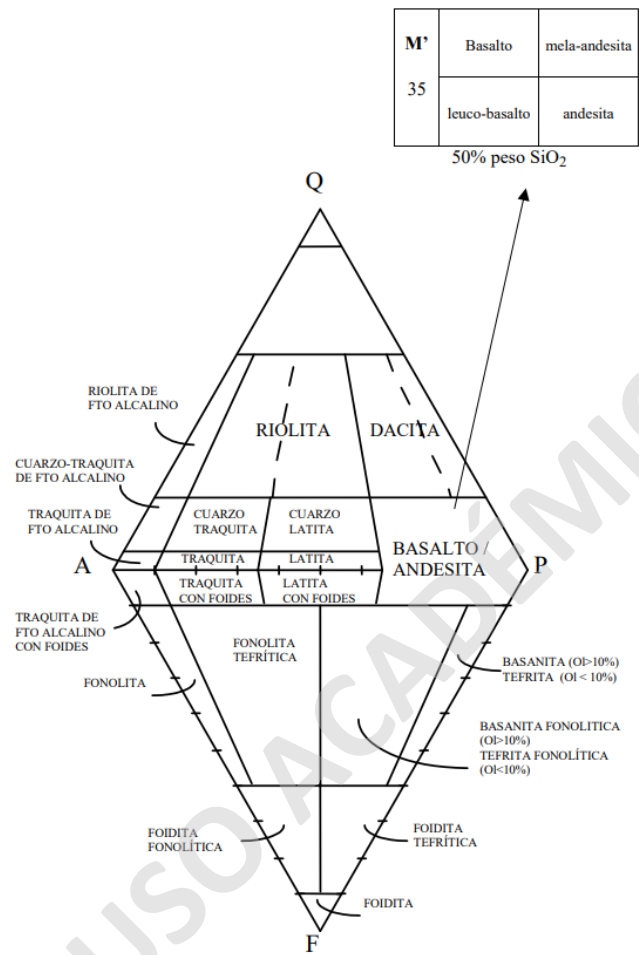 M’
Basalto
mela-andesita
35
leuco-basalto
andesita
50% peso SiO2
Q
RIOLITA DE
FTO ALCALINO
RIOLITA
DACITA
CUARZO-TRAQUITA
DE FTO ALCALINO
CUARZO
TRAQUITA
CUARZO
LATITA
TRAQUITA DE
FTO ALCALINO
TRAQUITA
LATITA
BASALTO /
ANDESITA
A
P
TRAQUITA
CON FOIDES
LATITA
CON FOIDES
TRAQUITA DE
FTO ALCALINO
CON FOIDES
FONOLITA
TEFRÍTICA
FONOLITA
BASANITA (Ol>10%)
TEFRITA (Ol < 10%)
BASANITA FONOLITICA
(Ol>10%)
TEFRITA FONOLÍTICA
(Ol<10%)
FOIDITA
FONOLÍTICA
FOIDITA
TEFRÍTICA
FOIDITA
F
USO ACADÉMIC